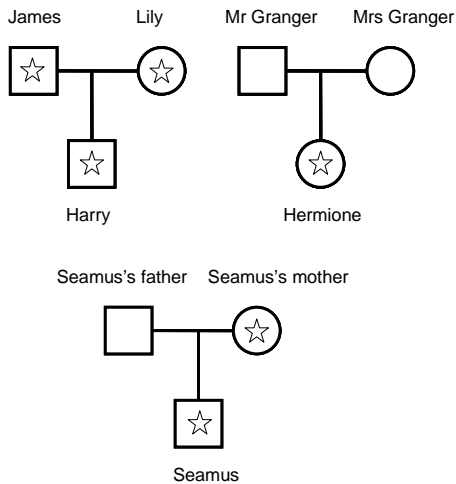 James Lily Mr Granger Mrs Granger
Harry Hermione
Seamus's father Seamus's mother
Seamus